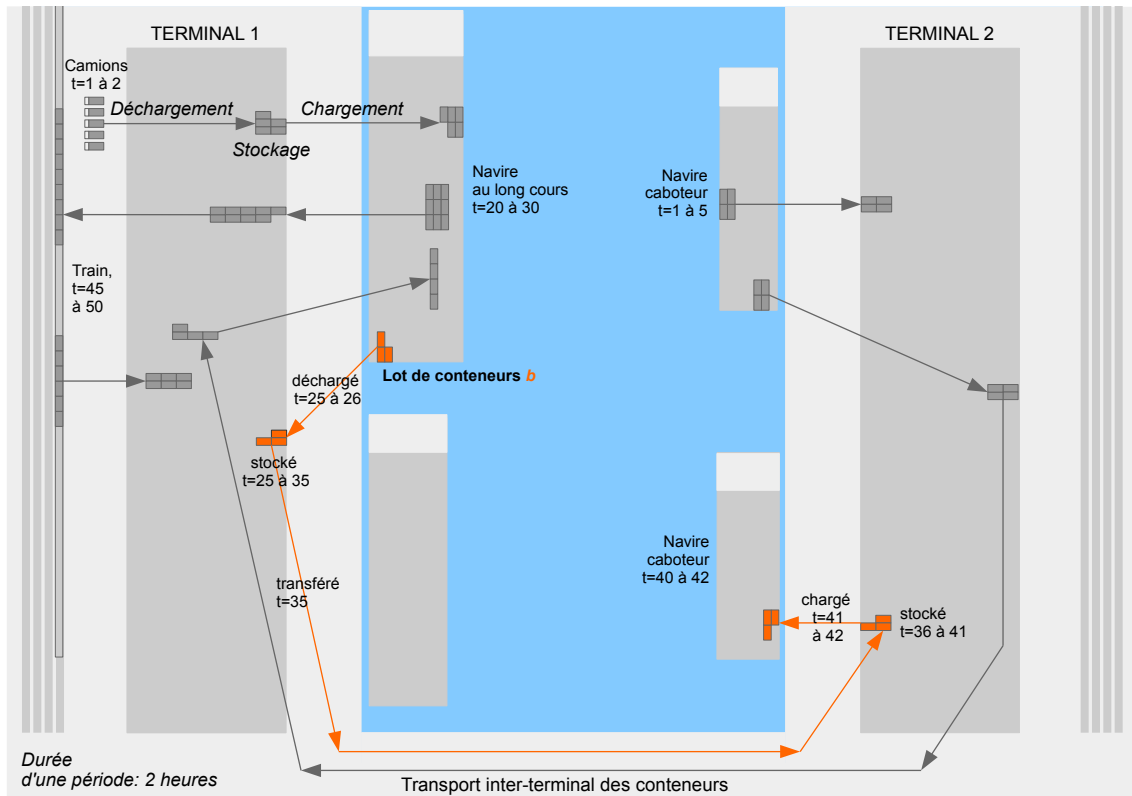 TERMINAL 1
TERMINAL 2
Camions
t=1 à 2
Déchargement
Chargement
Stockage
Navire
au long cours
t=20 à 30
Navire
caboteur
t=1 à 5
Train,
t=45
à 50
Lot de conteneurs b
déchargé
t=25 à 26
stocké
t=25 à 35
transféré
t=35
Navire
caboteur
t=40 à 42
chargé
t=41
à 42
stocké
t=36 à 41
Durée
d'une période: 2 heures
Transport inter-terminal des conteneurs